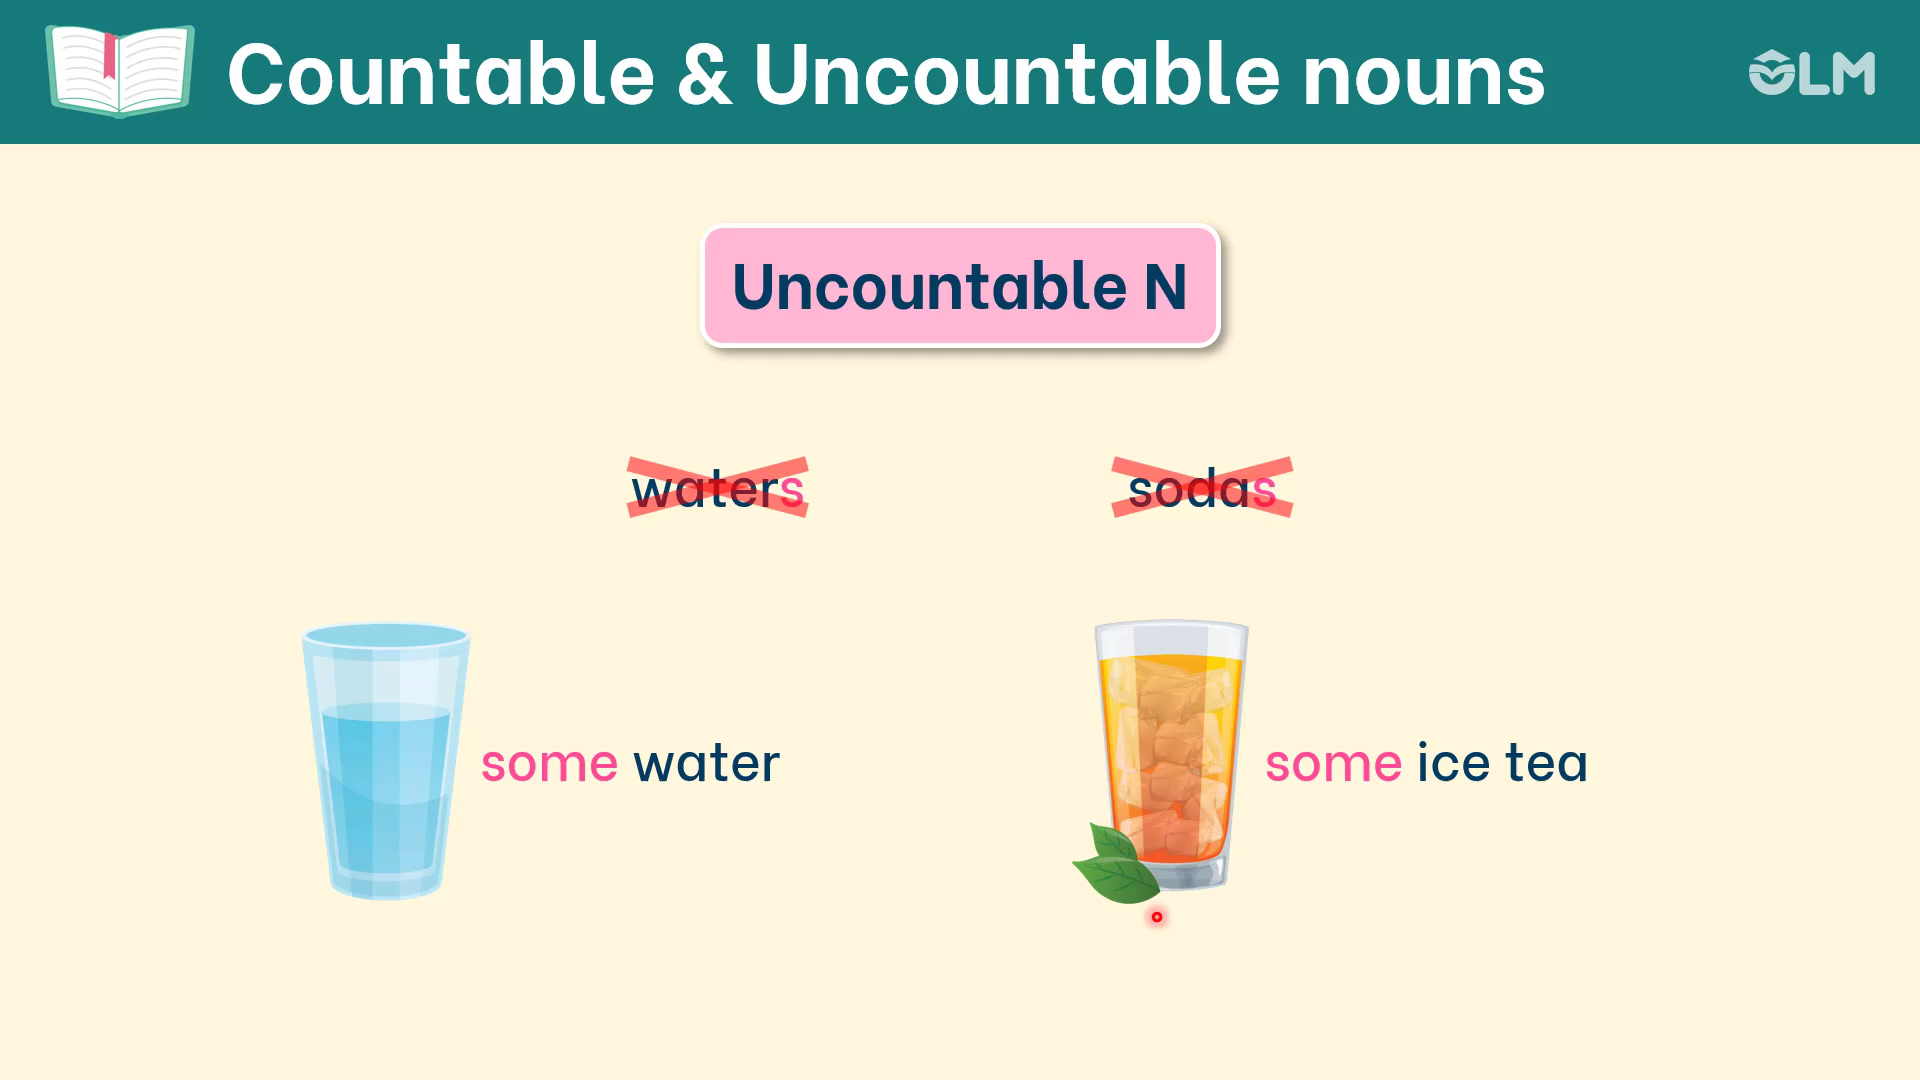 Countable & Uncountable nouns
OLM
Uncountable N
waters
sodas
some water
some ice tea